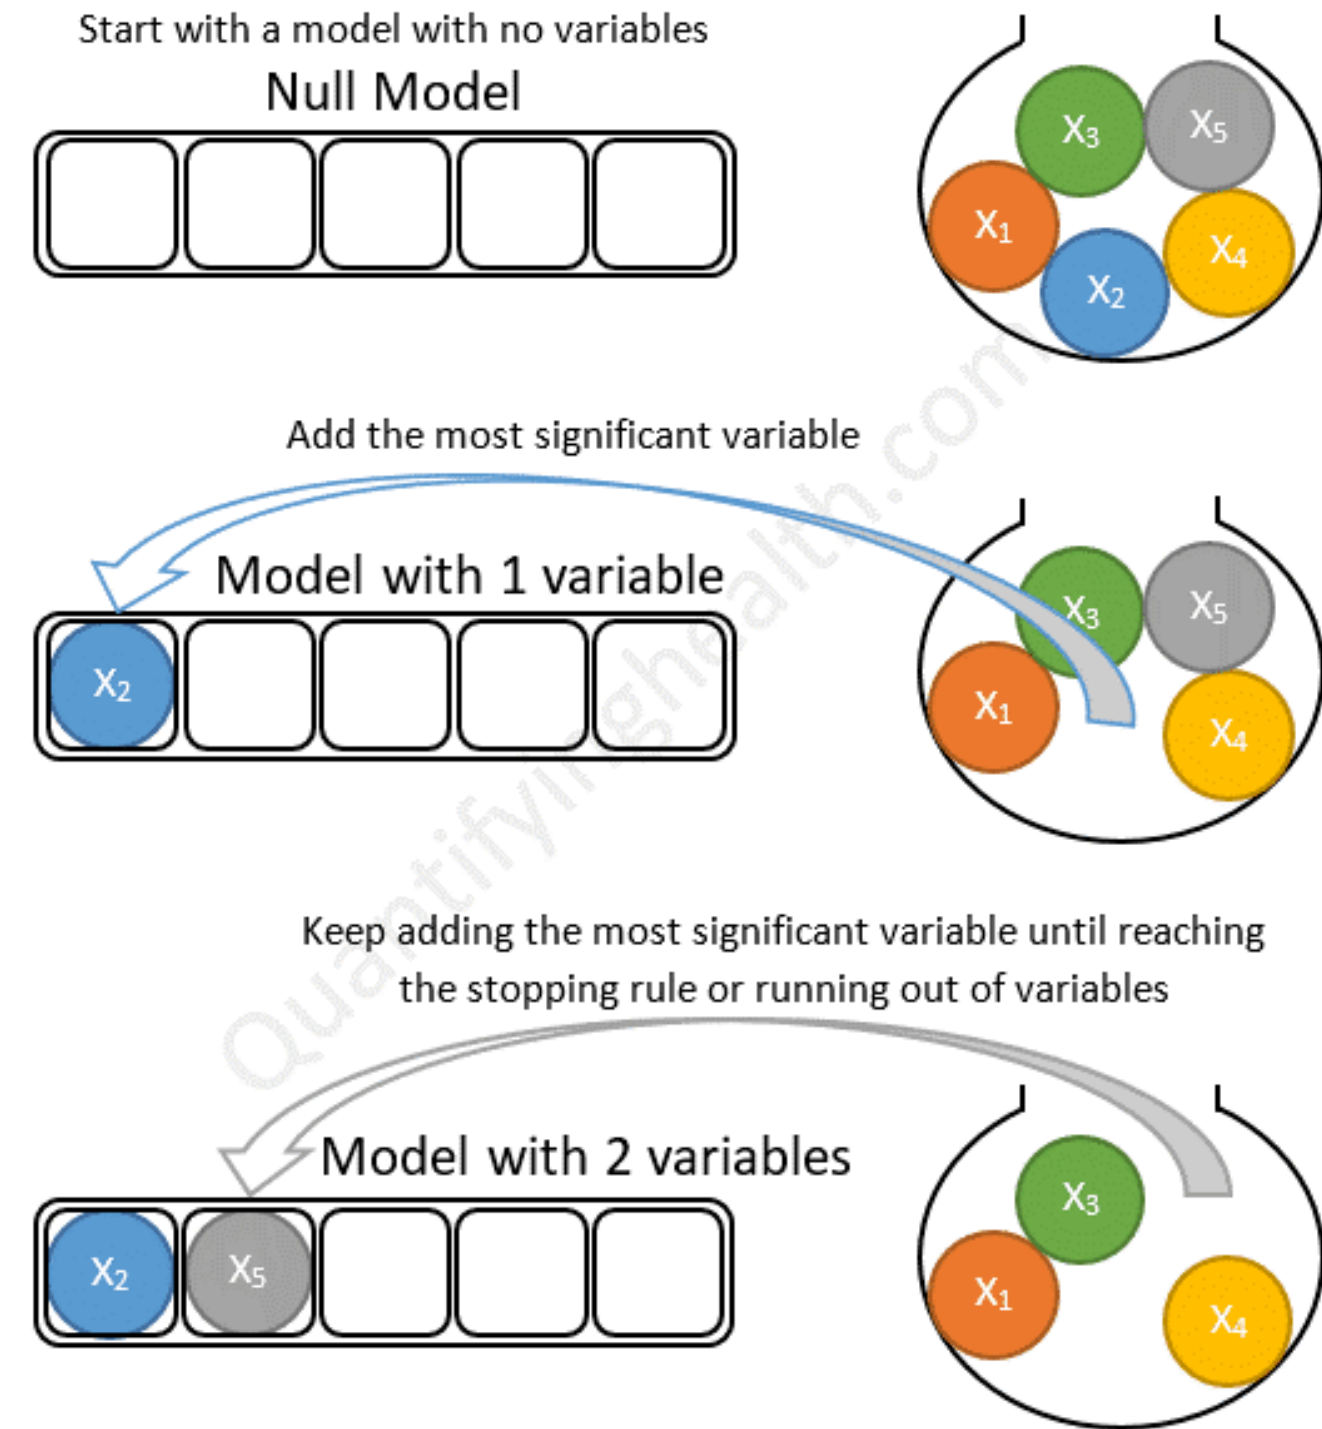 Start with a model with no variables
Null Model
X₃
X₅
X₁
X₄
X₂
Add the most significant variable
Model with 1 variable
X₂
X₃
X₅
X₁
X₄
Keep adding the most significant variable until reaching
the stopping rule or running out of variables
Model with 2 variables
X₂
X₅
X₃
X₁
X₄
Quantifyinghealth.com